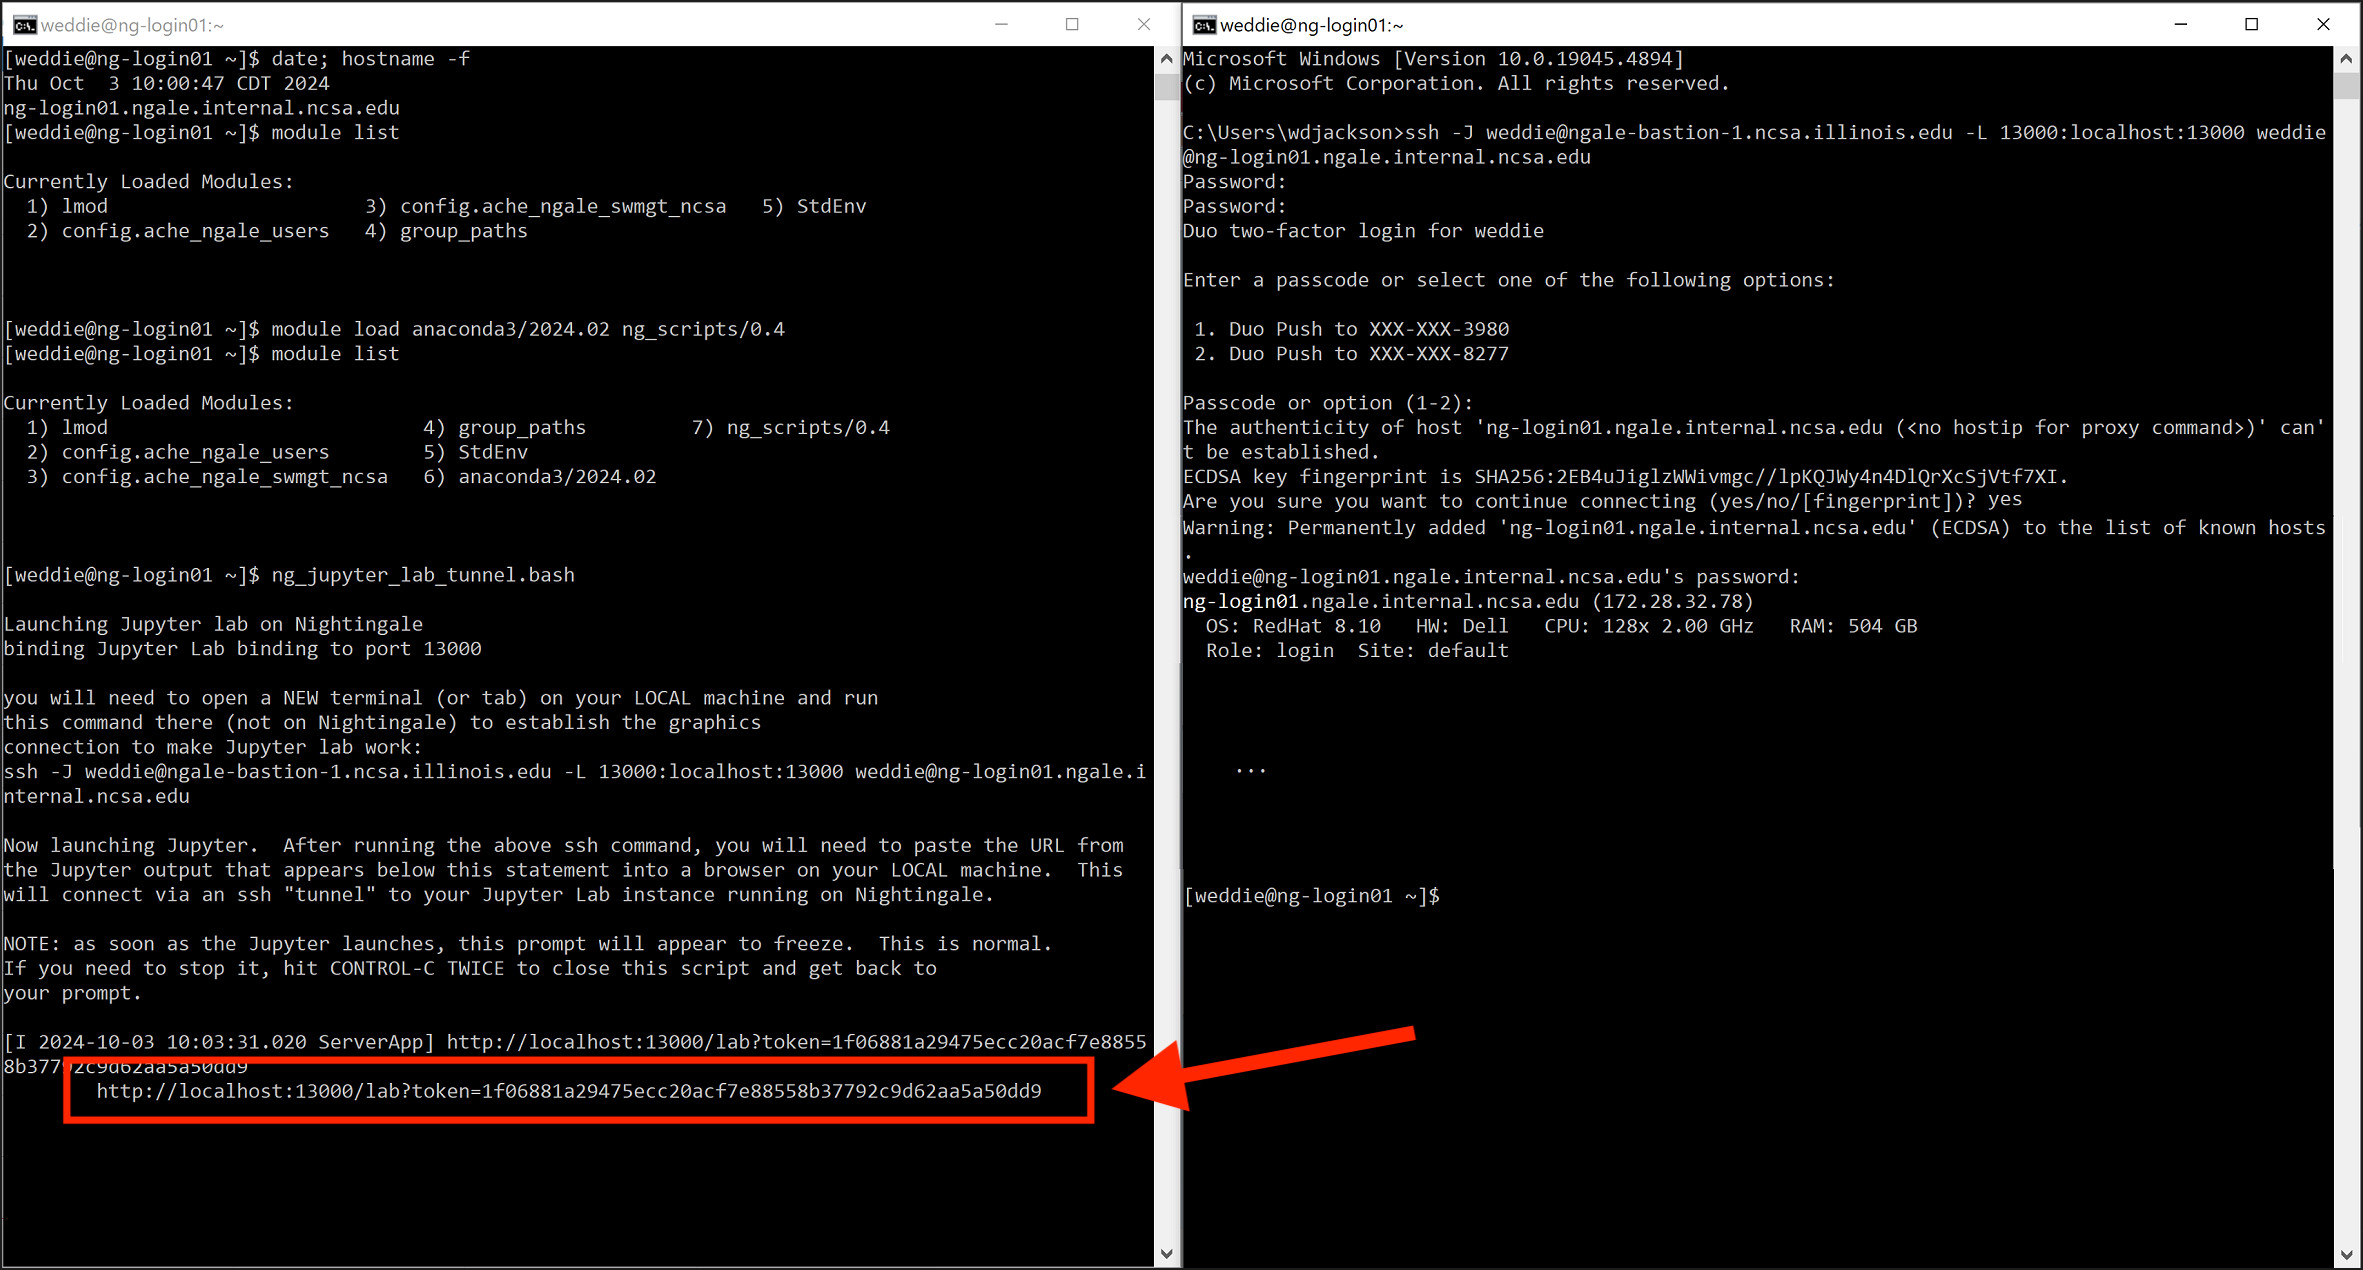 weddie@ng-login01:~
[weddie@ng-login01 ~]$ date; hostname -f
Thu Oct  3 10:00:47 CDT 2024
ng-login01.ngale.internal.ncsa.edu
[weddie@ng-login01 ~]$ module list
Currently Loaded Modules:
  1) lmod                      3) config.ache_ngale_swmgt_ncsa   5) StdEnv
  2) config.ache_ngale_users   4) group_paths
[weddie@ng-login01 ~]$ module load anaconda3/2024.02 ng_scripts/0.4
[weddie@ng-login01 ~]$ module list
Currently Loaded Modules:
  1) lmod                           4) group_paths         7) ng_scripts/0.4
  2) config.ache_ngale_users        5) StdEnv
  3) config.ache_ngale_swmgt_ncsa   6) anaconda3/2024.02
[weddie@ng-login01 ~]$ ng_jupyter_lab_tunnel.bash
Launching Jupyter lab on Nightingale
binding Jupyter Lab binding to port 13000
you will need to open a NEW terminal (or tab) on your LOCAL machine and run
this command there (not on Nightingale) to establish the graphics
connection to make Jupyter lab work:
ssh -J weddie@ngale-bastion-1.ncsa.illinois.edu -L 13000:localhost:13000 weddie@ng-login01.ngale.i
nternal.ncsa.edu
Now launching Jupyter.  After running the above ssh command, you will need to paste the URL from
the Jupyter output that appears below this statement into a browser on your LOCAL machine.  This
will connect via an ssh "tunnel" to your Jupyter Lab instance running on Nightingale.
NOTE: as soon as the Jupyter launches, this prompt will appear to freeze.  This is normal.
If you need to stop it, hit CONTROL-C TWICE to close this script and get back to
your prompt.
[I 2024-10-03 10:03:31.020 ServerApp] http://localhost:13000/lab?token=1f06881a29475ecc20acf7e8855
8b37792c9d62aa5a50dd9
http://localhost:13000/lab?token=1f06881a29475ecc20acf7e88558b37792c9d62aa5a50dd9
weddie@ng-login01:~
Microsoft Windows [Version 10.0.19045.4894]
(c) Microsoft Corporation. All rights reserved.
C:\Users\wdjackson>ssh -J weddie@ngale-bastion-1.ncsa.illinois.edu -L 13000:localhost:13000 weddie
@ng-login01.ngale.internal.ncsa.edu
Password:
Password:
Duo two-factor login for weddie
Enter a passcode or select one of the following options:
 1. Duo Push to XXX-XXX-3980
 2. Duo Push to XXX-XXX-8277
Passcode or option (1-2):
The authenticity of host 'ng-login01.ngale.internal.ncsa.edu (<no hostip for proxy command>)' can'
t be established.
ECDSA key fingerprint is SHA256:2EB4uJiglzWWivmgc//lpKQJWy4n4DlQrXcSjVtf7XI.
Are you sure you want to continue connecting (yes/no/[fingerprint])? yes
Warning: Permanently added 'ng-login01.ngale.internal.ncsa.edu' (ECDSA) to the list of known hosts
.
weddie@ng-login01.ngale.internal.ncsa.edu's password:
ng-login01.ngale.internal.ncsa.edu (172.28.32.78)
  OS: RedHat 8.10   HW: Dell   CPU: 128x 2.00 GHz   RAM: 504 GB
  Role: login  Site: default
...
[weddie@ng-login01 ~]$